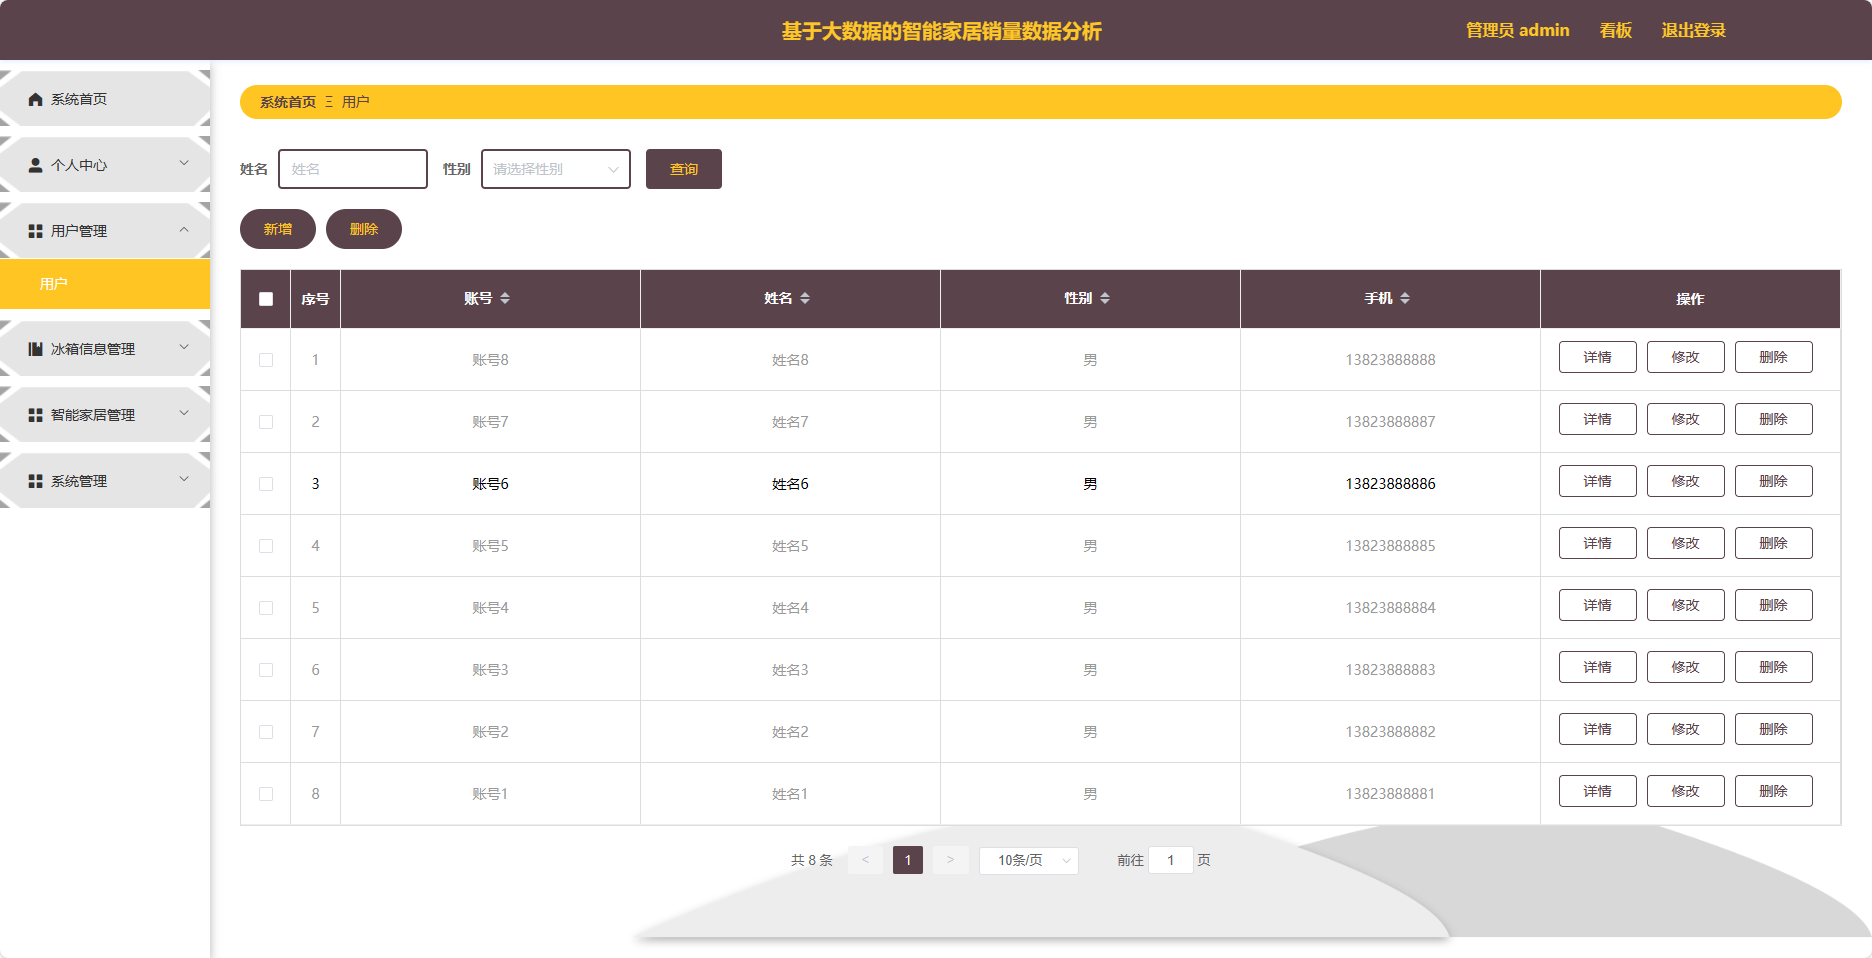 基于大数据的智能家居销量数据分析
管理员 admin 看板 退出登录
系统首页
个人中心
用户管理
用户
冰箱信息管理
智能家居管理
系统管理
系统首页 Ξ 用户
姓名 姓名 性别 请选择性别 查询
新增 删除
序号 账号 姓名 性别 手机 操作
1 账号8 姓名8 男 13823888888 详情 修改 删除
2 账号7 姓名7 男 13823888887 详情 修改 删除
3 账号6 姓名6 男 13823888886 详情 修改 删除
4 账号5 姓名5 男 13823888885 详情 修改 删除
5 账号4 姓名4 男 13823888884 详情 修改 删除
6 账号3 姓名3 男 13823888883 详情 修改 删除
7 账号2 姓名2 男 13823888882 详情 修改 删除
8 账号1 姓名1 男 13823888881 详情 修改 删除
共 8 条 < 1 > 10条/页 前往 1 页